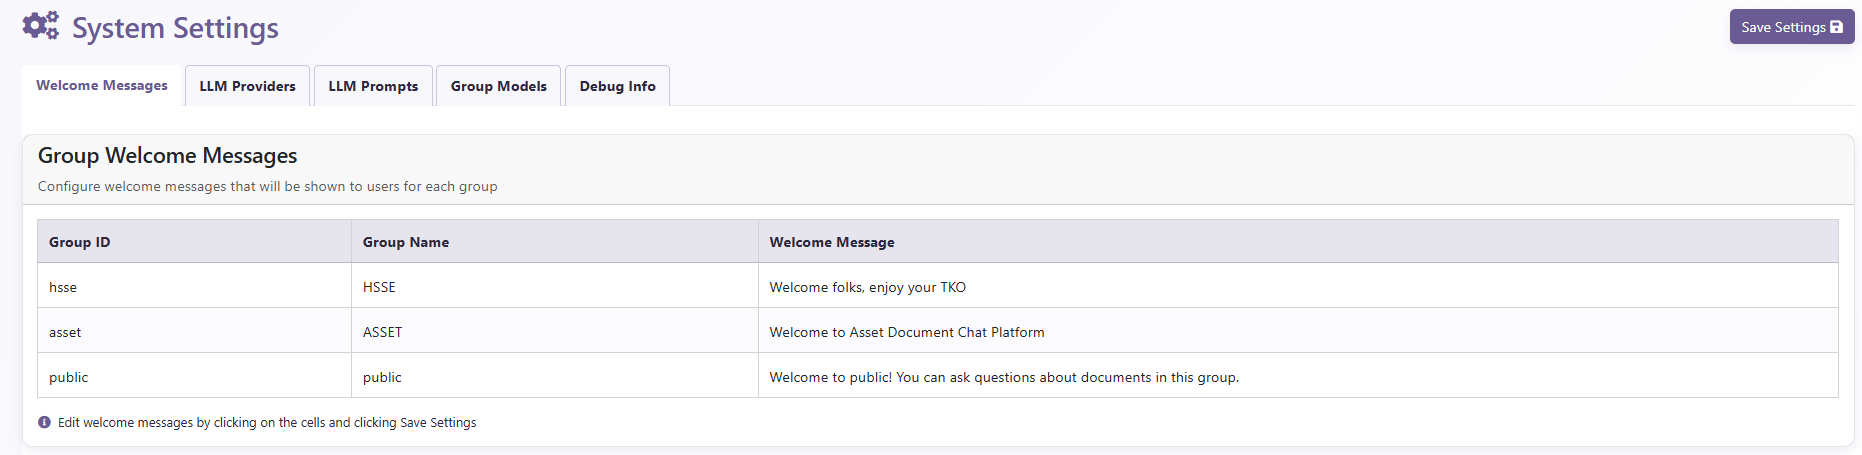 System Settings
Save Settings
Welcome Messages LLM Providers LLM Prompts Group Models Debug Info
Group Welcome Messages
Configure welcome messages that will be shown to users for each group
Group ID Group Name Welcome Message
hsse HSSE Welcome folks, enjoy your TKO
asset ASSET Welcome to Asset Document Chat Platform
public public Welcome to public! You can ask questions about documents in this group.
Edit welcome messages by clicking on the cells and clicking Save Settings